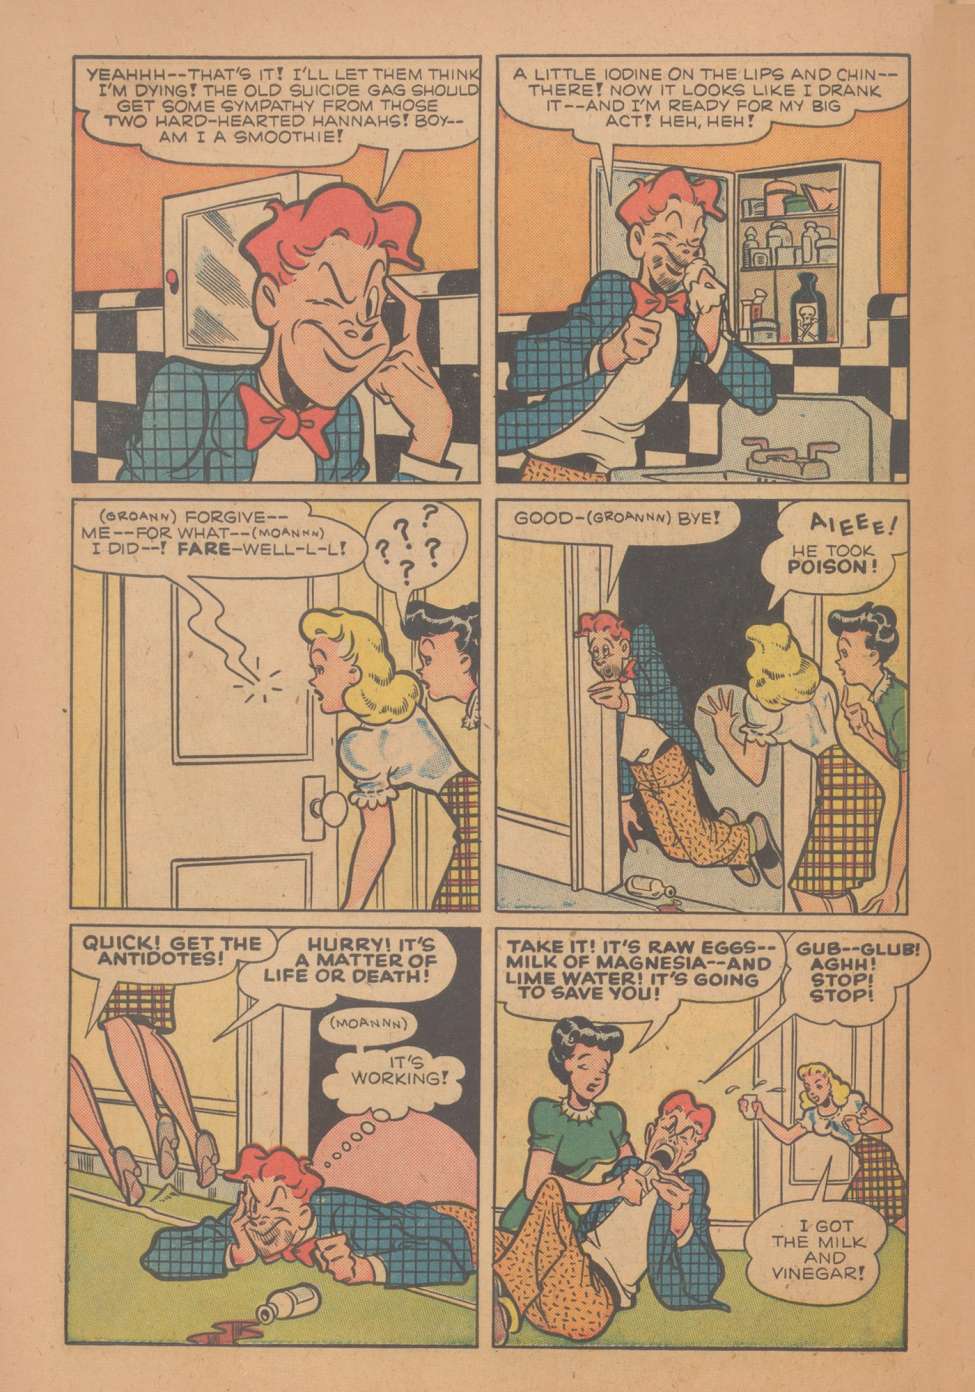 YEAHHH--THAT'S IT! I'LL LET THEM THINK
I'M DYING! THE OLD SUICIDE GAG SHOULD
GET SOME SYMPATHY FROM THOSE
TWO HARD-HEARTED HANNAHS! BOY--
AM I A SMOOTHIE!
A LITTLE IODINE ON THE LIPS AND CHIN--
THERE! NOW IT LOOKS LIKE I DRANK
IT--AND I'M READY FOR MY BIG
ACT! HEH, HEH!
(GROANN) FORGIVE--
ME--FOR WHAT--(MOANNN)
I DID--! FARE-WELL-L-L!
?
? ?
? ?
GOOD-(GROANNN) BYE!
AIEEE!
HE TOOK
POISON!
QUICK! GET THE
ANTIDOTES!
HURRY! IT'S
A MATTER OF
LIFE OR DEATH!
(MOANNN)
IT'S
WORKING!
TAKE IT! IT'S RAW EGGS--
MILK OF MAGNESIA--AND
LIME WATER! IT'S GOING
TO SAVE YOU!
GUB--GLUB!
AGHH!
STOP!
STOP!
I GOT
THE MILK
AND
VINEGAR!